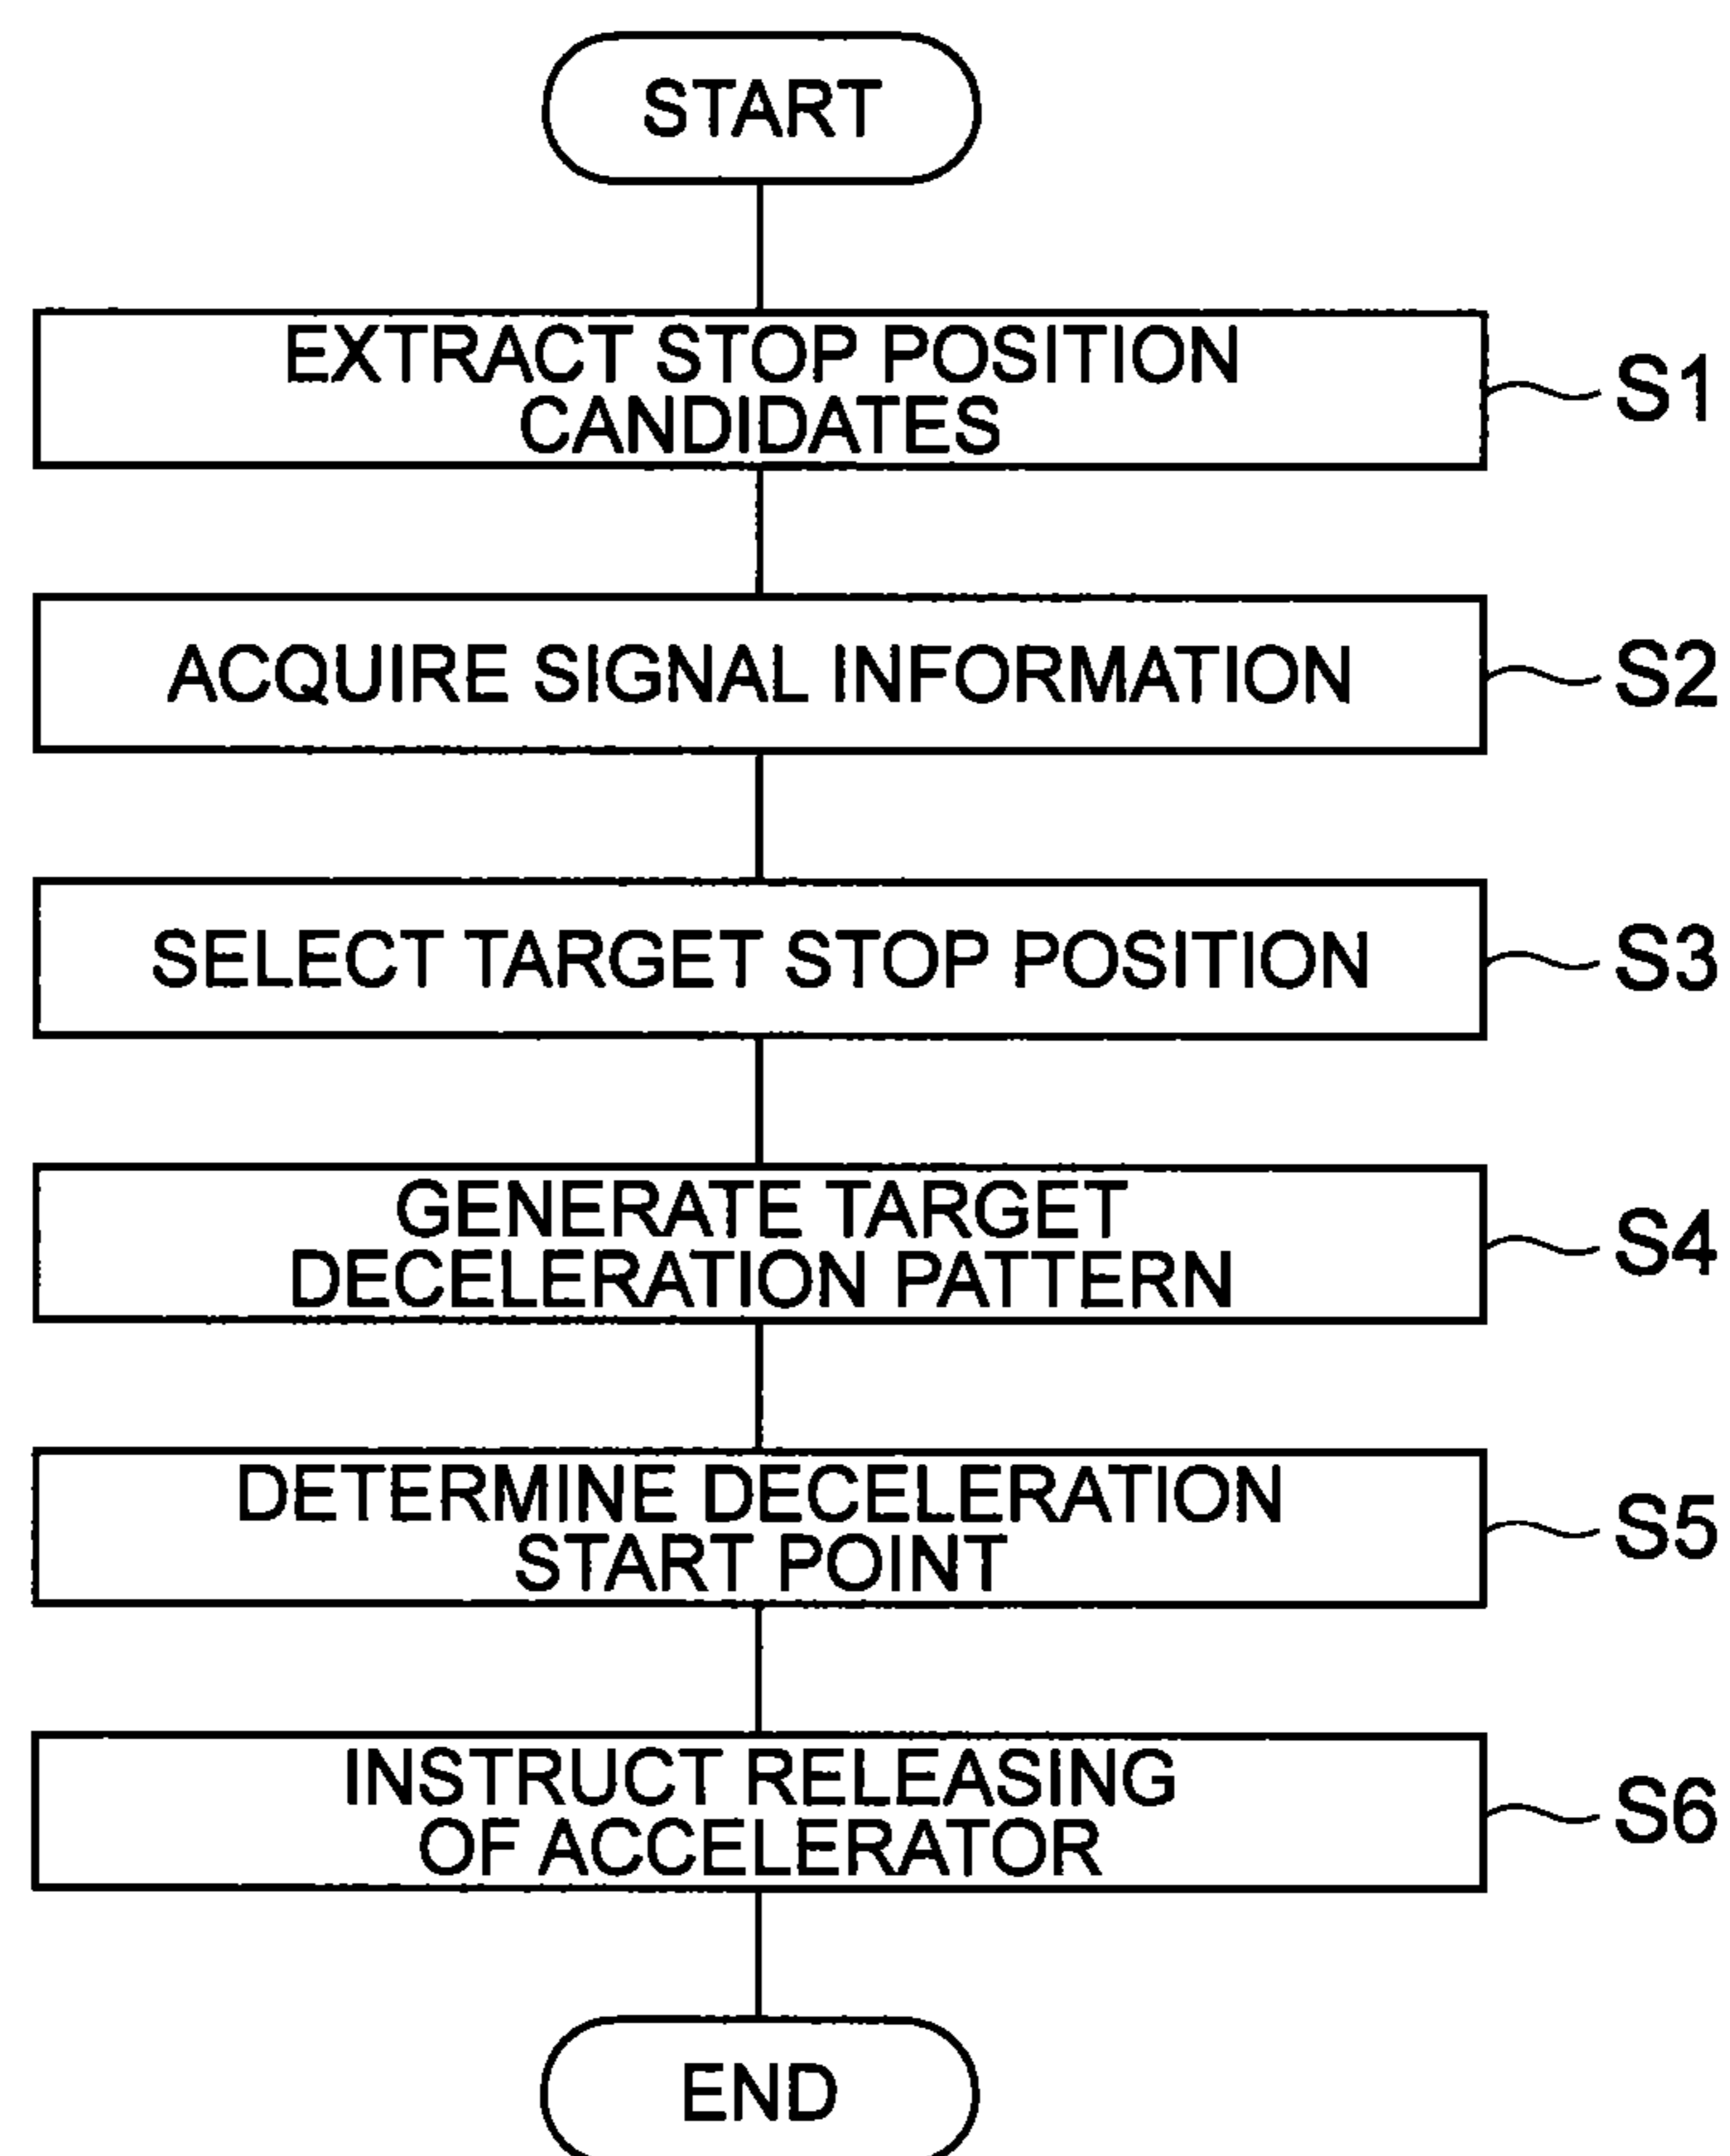 START
EXTRACT STOP POSITION
CANDIDATES
S1
ACQUIRE SIGNAL INFORMATION
S2
SELECT TARGET STOP POSITION
S3
GENERATE TARGET
DECELERATION PATTERN
S4
DETERMINE DECELERATION
START POINT
S5
INSTRUCT RELEASING
OF ACCELERATOR
S6
END